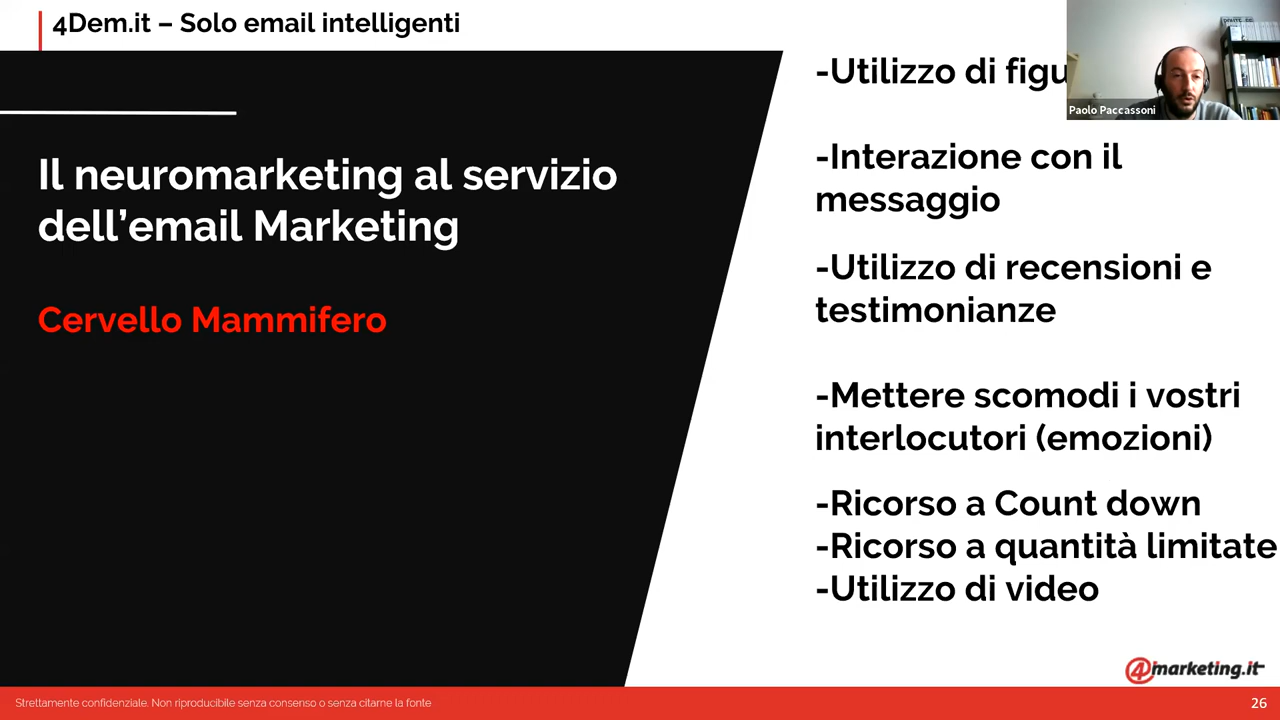 4Dem.it – Solo email intelligenti
Il neuromarketing al servizio
dell’email Marketing
Cervello Mammifero
-Utilizzo di
Paolo Paccassoni
-Interazione con il
messaggio
-Utilizzo di recensioni e
testimonianze
-Mettere scomodi i vostri
interlocutori (emozioni)
-Ricorso a Count down
-Ricorso a quantità limitate
-Utilizzo di video
4marketing.it
Strettamente confidenziale. Non riproducibile senza consenso o senza citarne la fonte
26